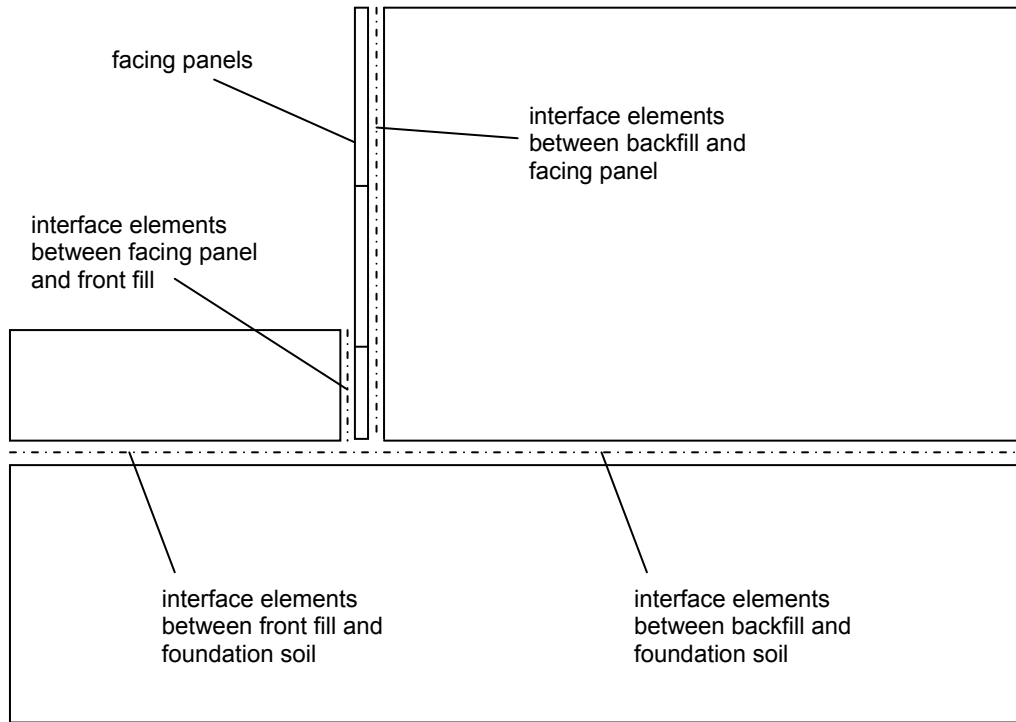 facing panels
interface elements
between backfill and
facing panel
interface elements
between facing panel
and front fill
interface elements
between front fill and
foundation soil
interface elements
between backfill and
foundation soil